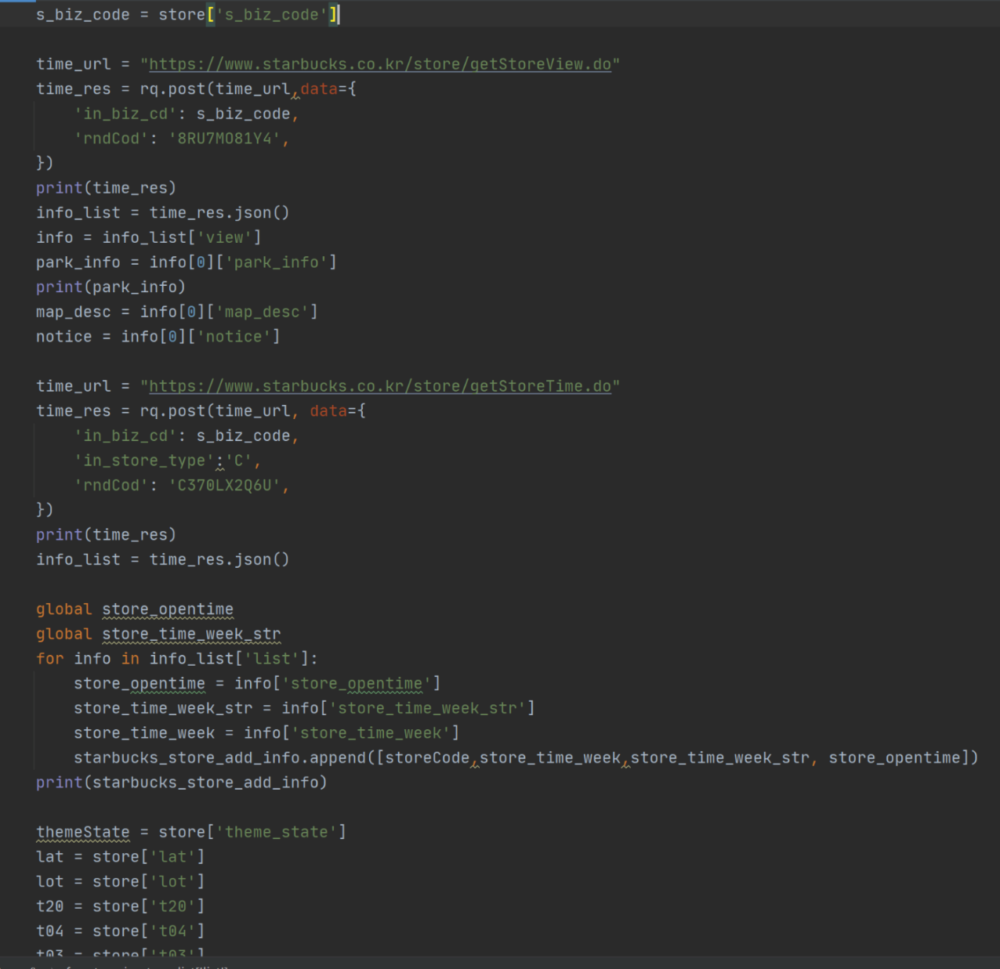 s_biz_code = store['s_biz_code']
time_url = "https://www.starbucks.co.kr/store/getStoreView.do"
time_res = rq.post(time_url,data={
'in_biz_cd': s_biz_code,
'rndCod': '8RU7MO81Y4',
})
print(time_res)
info_list = time_res.json()
info = info_list['view']
park_info = info[0]['park_info']
print(park_info)
map_desc = info[0]['map_desc']
notice = info[0]['notice']
time_url = "https://www.starbucks.co.kr/store/getStoreTime.do"
time_res = rq.post(time_url, data={
'in_biz_cd': s_biz_code,
'in_store_type':'C',
'rndCod': 'C370LX2Q6U',
})
print(time_res)
info_list = time_res.json()
global store_opentime
global store_time_week_str
for info in info_list['list']:
store_opentime = info['store_opentime']
store_time_week_str = info['store_time_week_str']
store_time_week = info['store_time_week']
starbucks_store_add_info.append([storeCode,store_time_week,store_time_week_str, store_opentime])
print(starbucks_store_add_info)
themeState = store['theme_state']
lat = store['lat']
lot = store['lot']
t20 = store['t20']
t04 = store['t04']
t03 = store['t03']